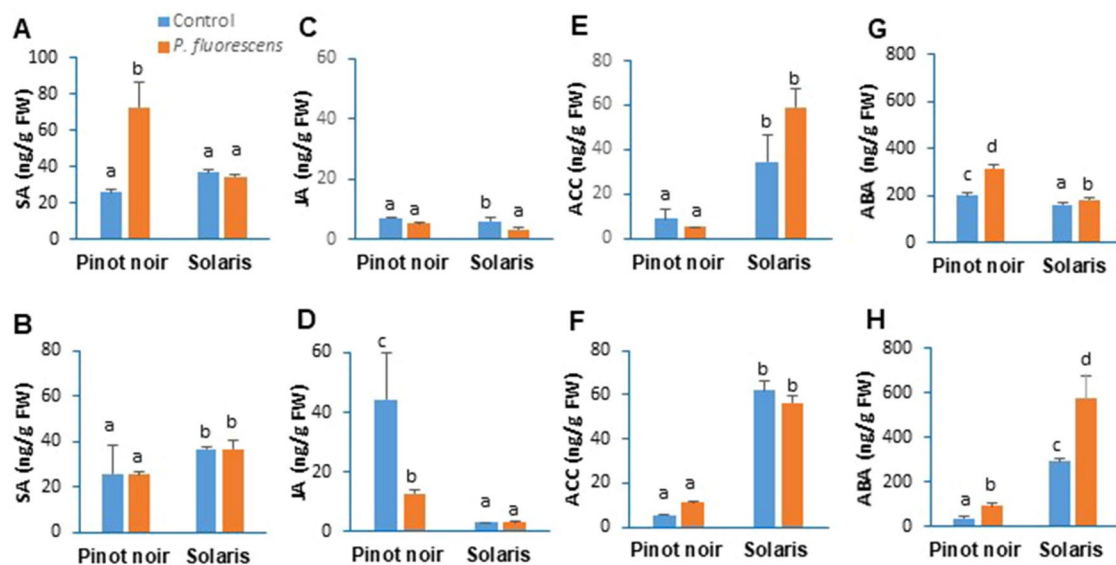 Control
P. fluorescens
A
SA (ng/g FW)
100
80
60
40
20
0
a
b
a
a
Pinot noir Solaris
C
JA (ng/g FW)
60
40
20
0
a
a
b
a
Pinot noir Solaris
E
ACC (ng/g FW)
80
60
40
20
0
a
a
b
b
Pinot noir Solaris
G
ABA (ng/g FW)
800
600
400
200
0
c
d
a
b
Pinot noir Solaris
B
SA (ng/g FW)
80
60
40
20
0
a
a
b
b
Pinot noir Solaris
D
JA (ng/g FW)
60
40
20
0
c
b
a
a
Pinot noir Solaris
F
ACC (ng/g FW)
80
60
40
20
0
a
a
b
b
Pinot noir Solaris
H
ABA (ng/g FW)
800
600
400
200
0
a
b
c
d
Pinot noir Solaris